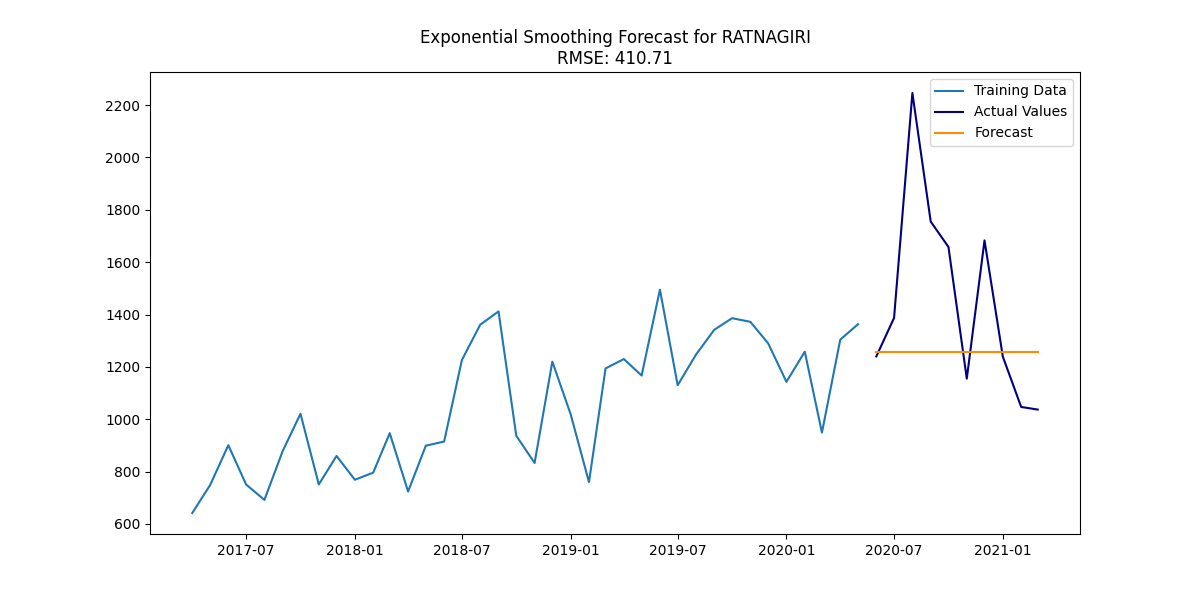 Exponential Smoothing Forecast for RATNAGIRI
RMSE: 410.71
Training Data
Actual Values
Forecast
2200
2000
1800
1600
1400
1200
1000
800
600
2017-07 2018-01 2018-07 2019-01 2019-07 2020-01 2020-07 2021-01